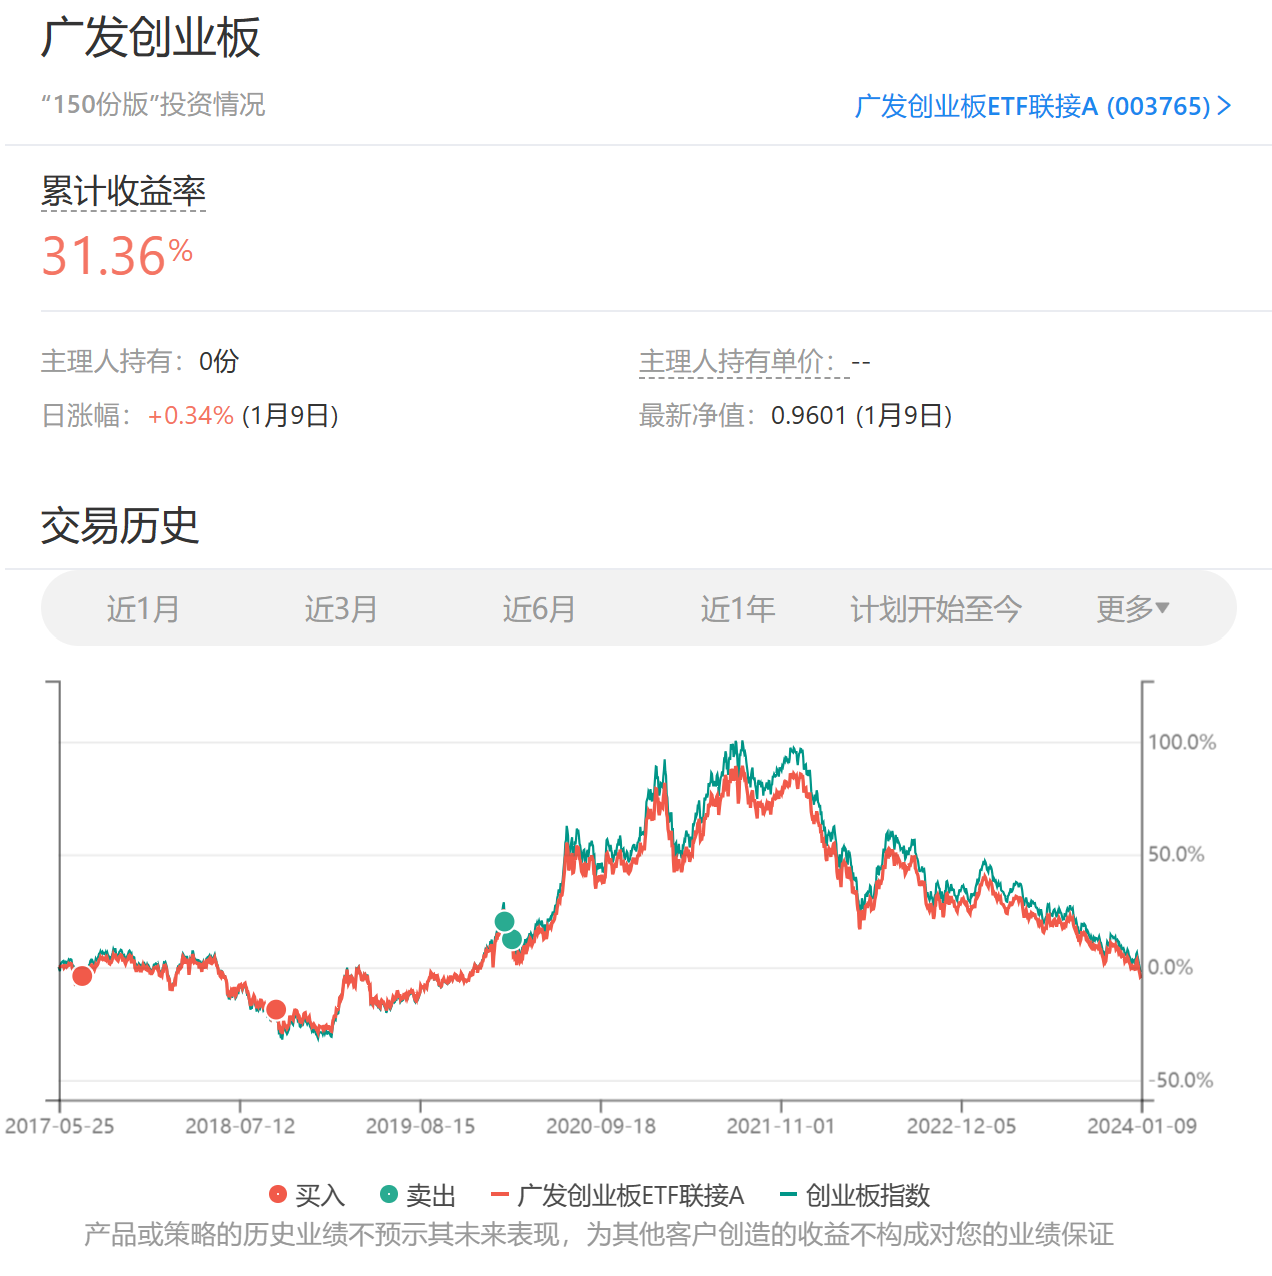 广发创业板
“150份版”投资情况
广发创业板ETF联接A (003765)
累计收益率
31.36%
主理人持有：0份
主理人持有单价：--
日涨幅：+0.34% (1月9日)
最新净值：0.9601 (1月9日)
交易历史
近1月 近3月 近6月 近1年 计划开始至今 更多▾
100.0%
50.0%
0.0%
-50.0%
2017-05-25 2018-07-12 2019-08-15 2020-09-18 2021-11-01 2022-12-05 2024-01-09
买入 卖出 广发创业板ETF联接A 创业板指数
产品或策略的历史业绩不预示其未来表现，为其他客户创造的收益不构成对您的业绩保证